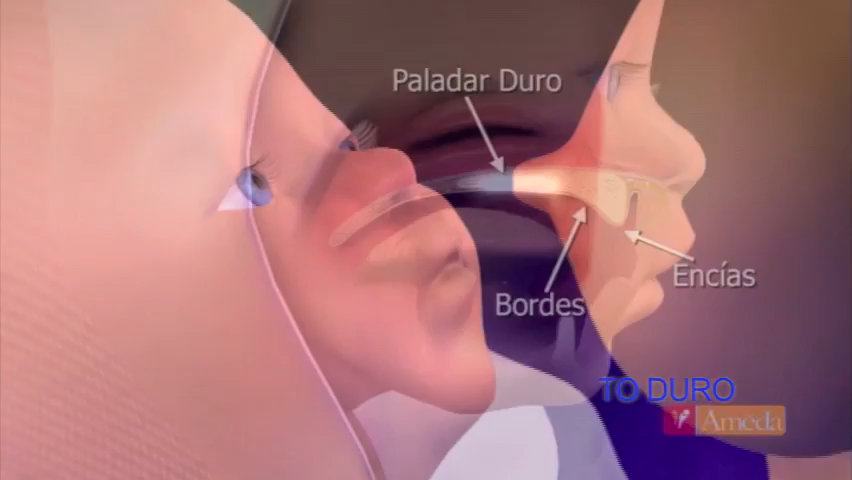 Paladar Duro
Encías
Bordes
TO DURO
Ameda